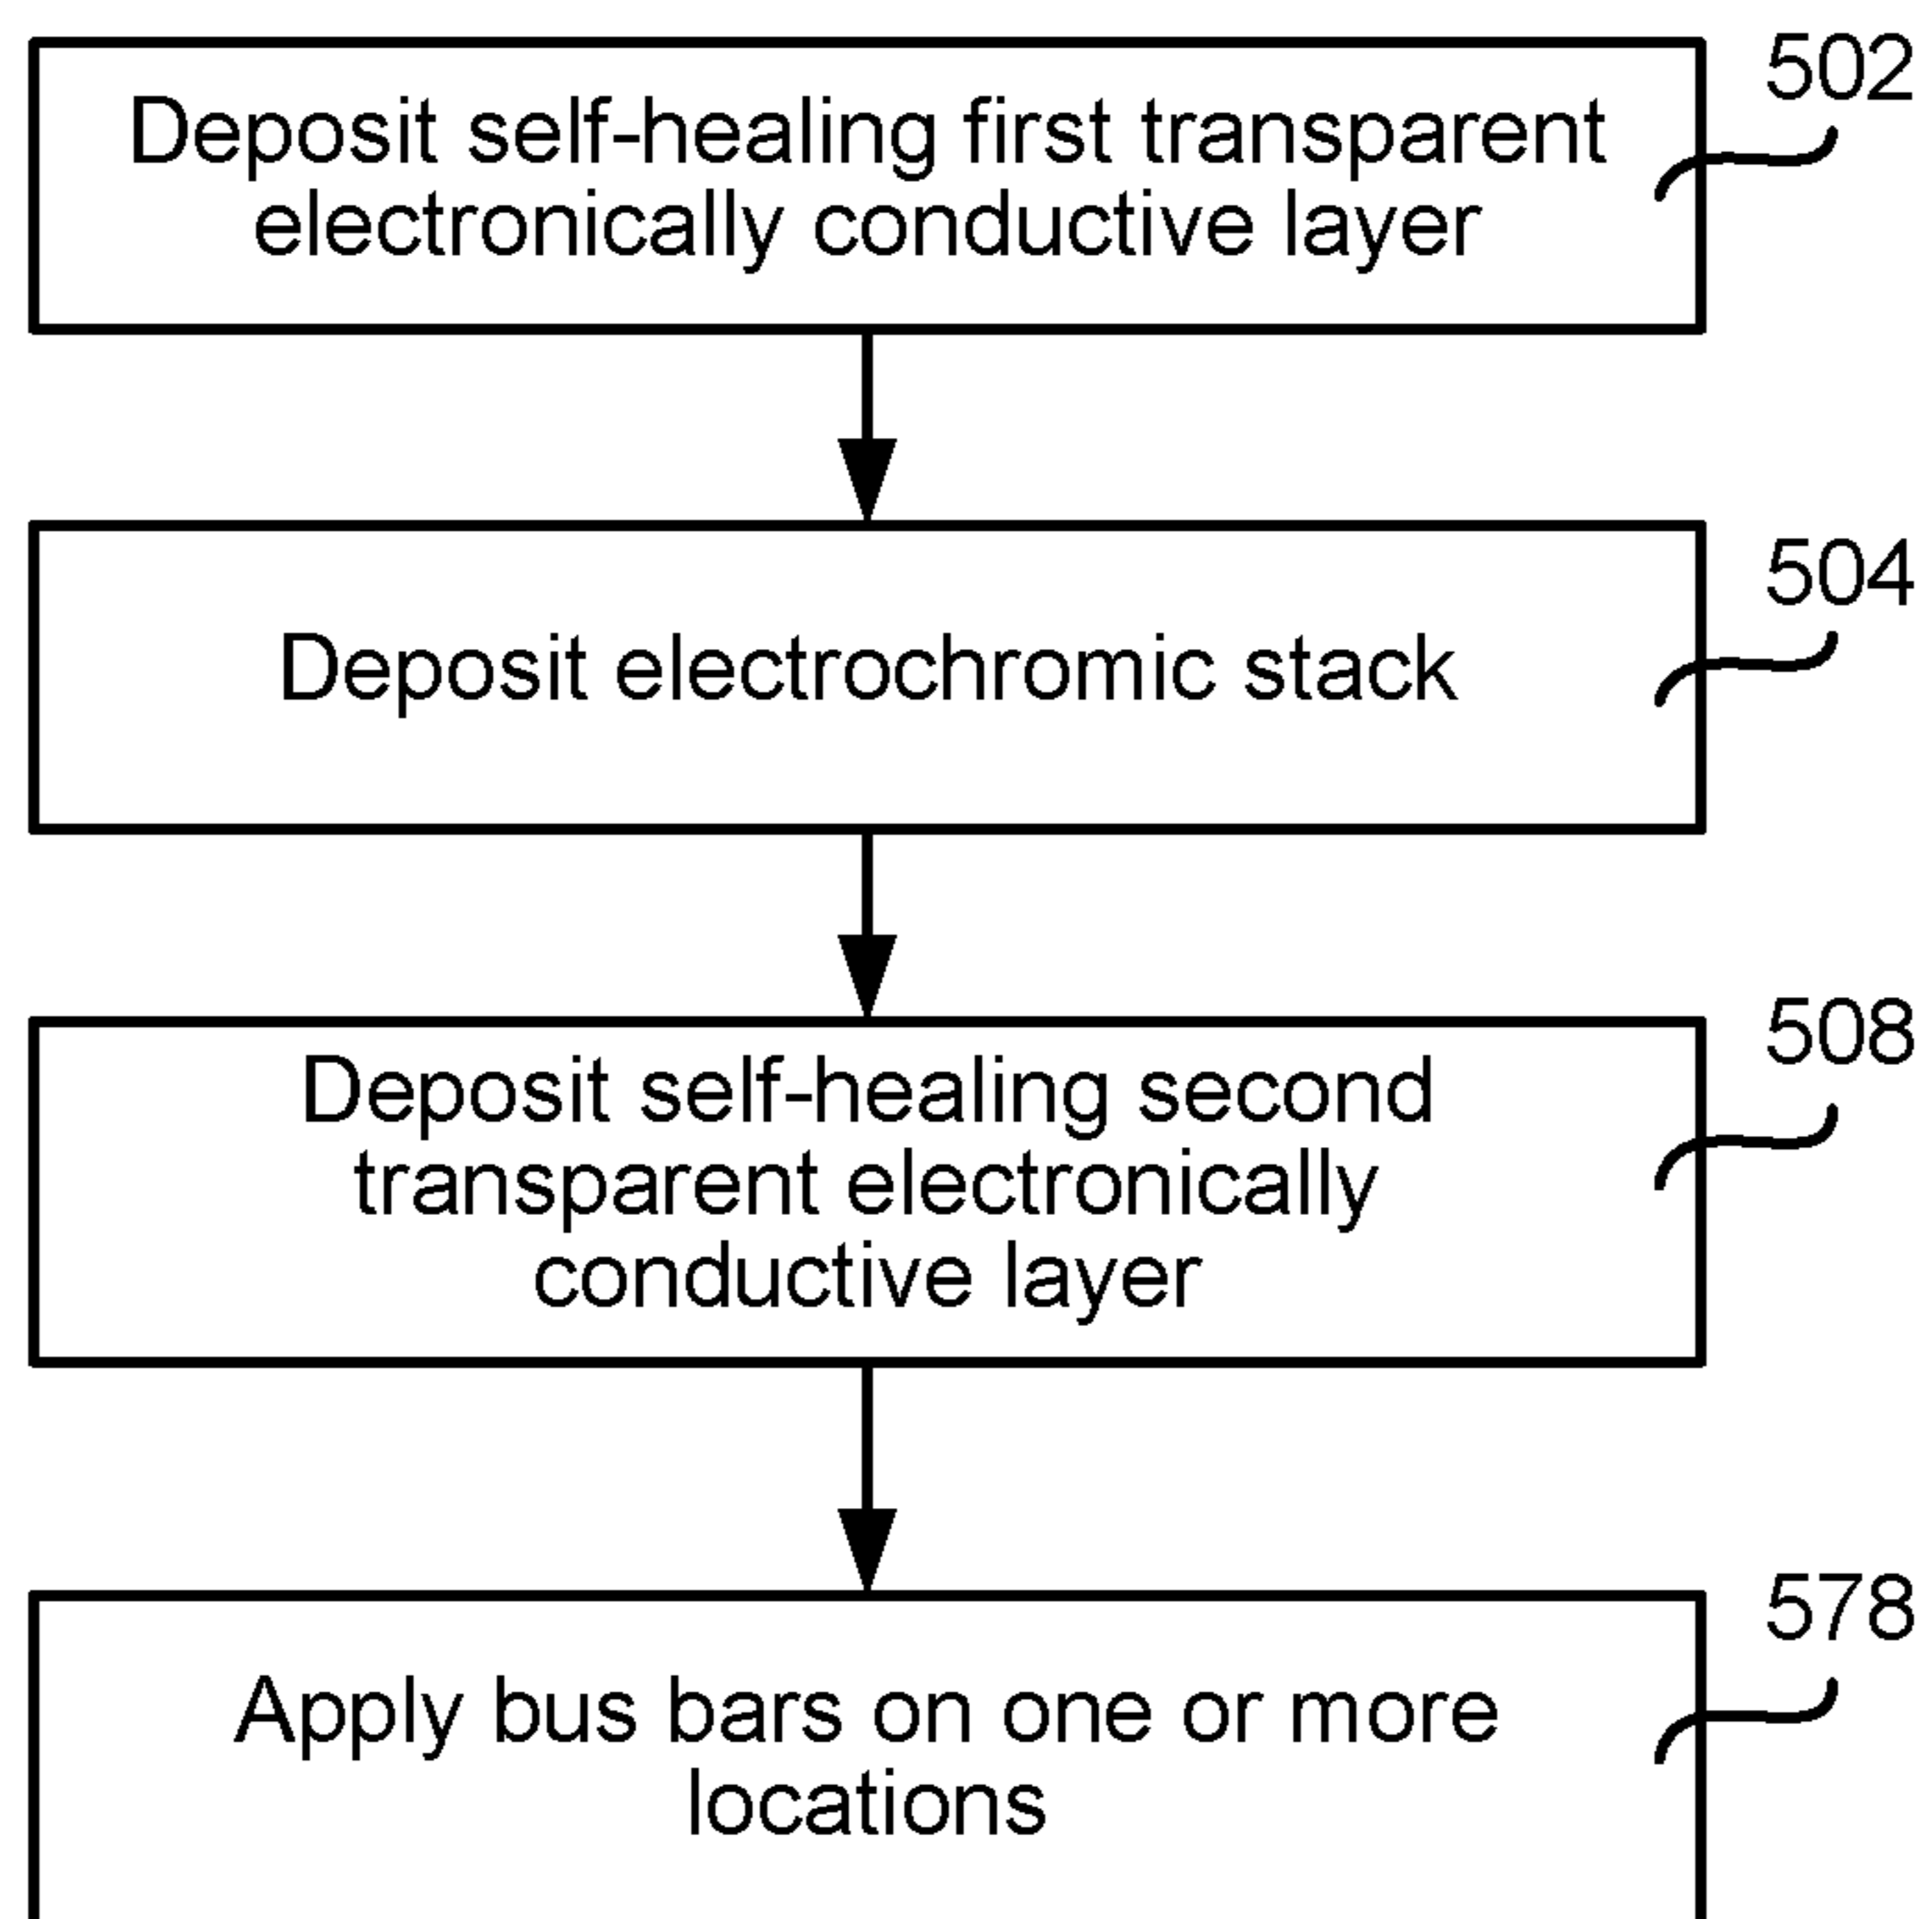 502
Deposit self-healing first transparent
electronically conductive layer
504
Deposit electrochromic stack
508
Deposit self-healing second
transparent electronically
conductive layer
578
Apply bus bars on one or more
locations